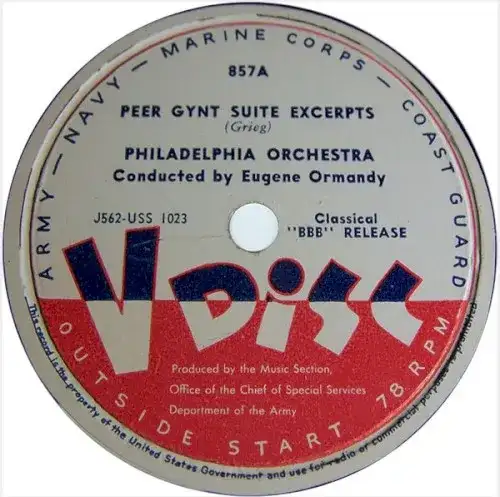 ARMY — NAVY — MARINE CORPS — COAST GUARD
857A
PEER GYNT SUITE EXCERPTS
(Grieg)
PHILADELPHIA ORCHESTRA
Conducted by Eugene Ormandy
J562-USS 1023
Classical
"BBB" RELEASE
V DiSC
Produced by the Music Section,
Office of the Chief of Special Services
Department of the Army
OUTSIDE START 78 RPM
This record is the property of the United States Government and use for radio or commercial purpose is prohibited